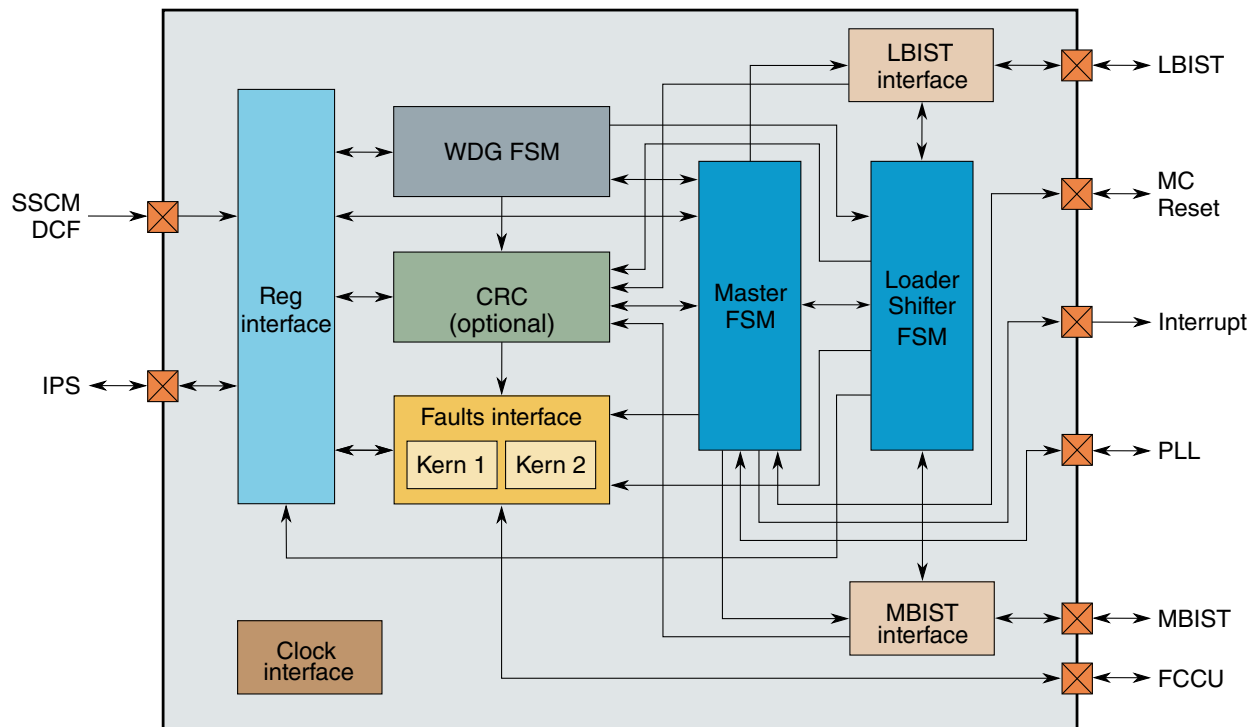 LBIST
interface
LBIST
WDG FSM
SSCM
DCF
MC
Reset
Reg
interface
CRC
(optional)
Master
FSM
Loader
Shifter
FSM
Interrupt
IPS
Faults interface
Kern 1
Kern 2
PLL
MBIST
interface
MBIST
Clock
interface
FCCU